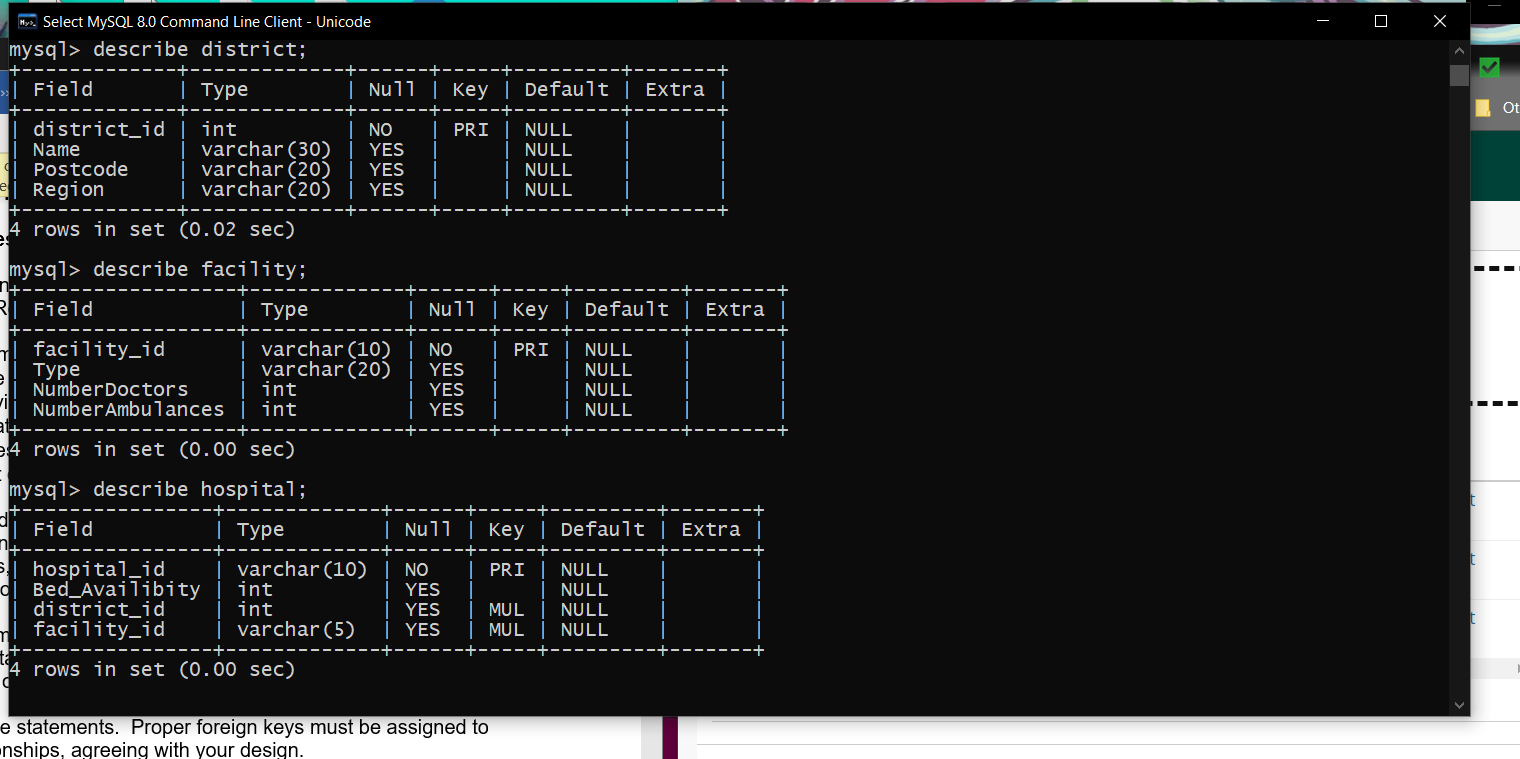 Select MySQL 8.0 Command Line Client - Unicode
mysql> describe district;
+-------------+-------------+------+-----+---------+-------+
| Field       | Type        | Null | Key | Default | Extra |
+-------------+-------------+------+-----+---------+-------+
| district_id | int         | NO   | PRI | NULL    |       |
| Name        | varchar(30) | YES  |     | NULL    |       |
| Postcode    | varchar(20) | YES  |     | NULL    |       |
| Region      | varchar(20) | YES  |     | NULL    |       |
+-------------+-------------+------+-----+---------+-------+
4 rows in set (0.02 sec)
mysql> describe facility;
+------------------+-------------+------+-----+---------+-------+
| Field            | Type        | Null | Key | Default | Extra |
+------------------+-------------+------+-----+---------+-------+
| facility_id      | varchar(10) | NO   | PRI | NULL    |       |
| Type             | varchar(20) | YES  |     | NULL    |       |
| NumberDoctors    | int         | YES  |     | NULL    |       |
| NumberAmbulances | int         | YES  |     | NULL    |       |
+------------------+-------------+------+-----+---------+-------+
4 rows in set (0.00 sec)
mysql> describe hospital;
+----------------+-------------+------+-----+---------+-------+
| Field          | Type        | Null | Key | Default | Extra |
+----------------+-------------+------+-----+---------+-------+
| hospital_id    | varchar(10) | NO   | PRI | NULL    |       |
| Bed_Availibity | int         | YES  |     | NULL    |       |
| district_id    | int         | YES  | MUL | NULL    |       |
| facility_id    | varchar(5)  | YES  | MUL | NULL    |       |
+----------------+-------------+------+-----+---------+-------+
4 rows in set (0.00 sec)
statements. Proper foreign keys must be assigned to
agreeing with your design.